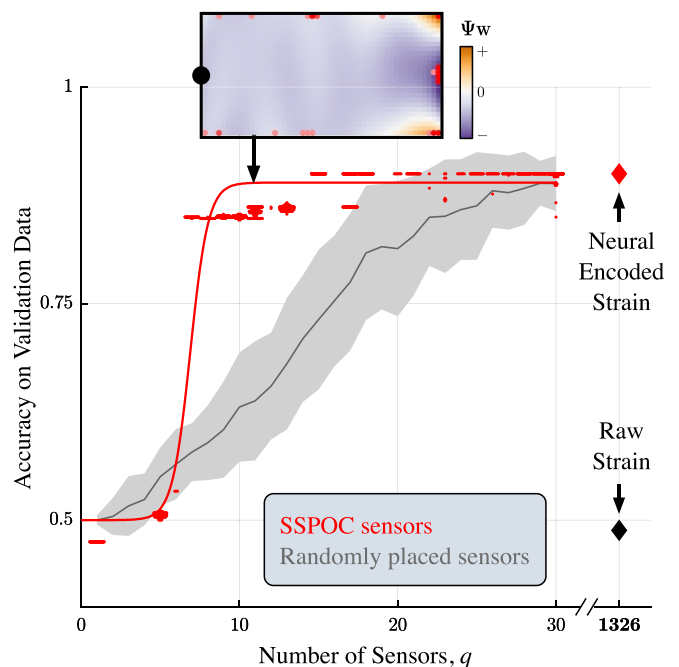 Ψw
+
0
−
1
0.75
0.5
Accuracy on Validation Data
Neural
Encoded
Strain
Raw
Strain
SSPOC sensors
Randomly placed sensors
0
10
20
30
1326
Number of Sensors, q